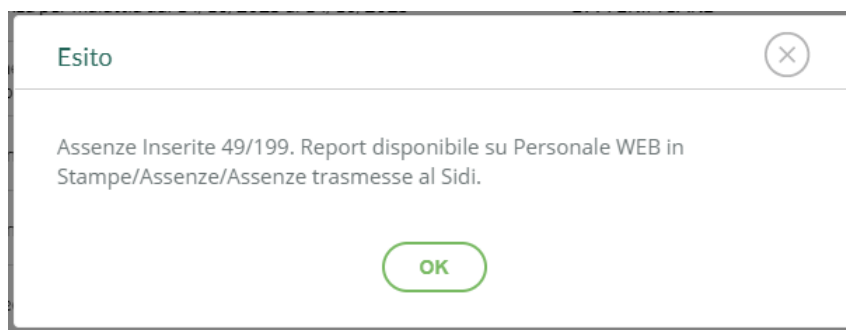 Esito
Assenze Inserite 49/199. Report disponibile su Personale WEB in
Stampe/Assenze/Assenze trasmesse al Sidi.
OK